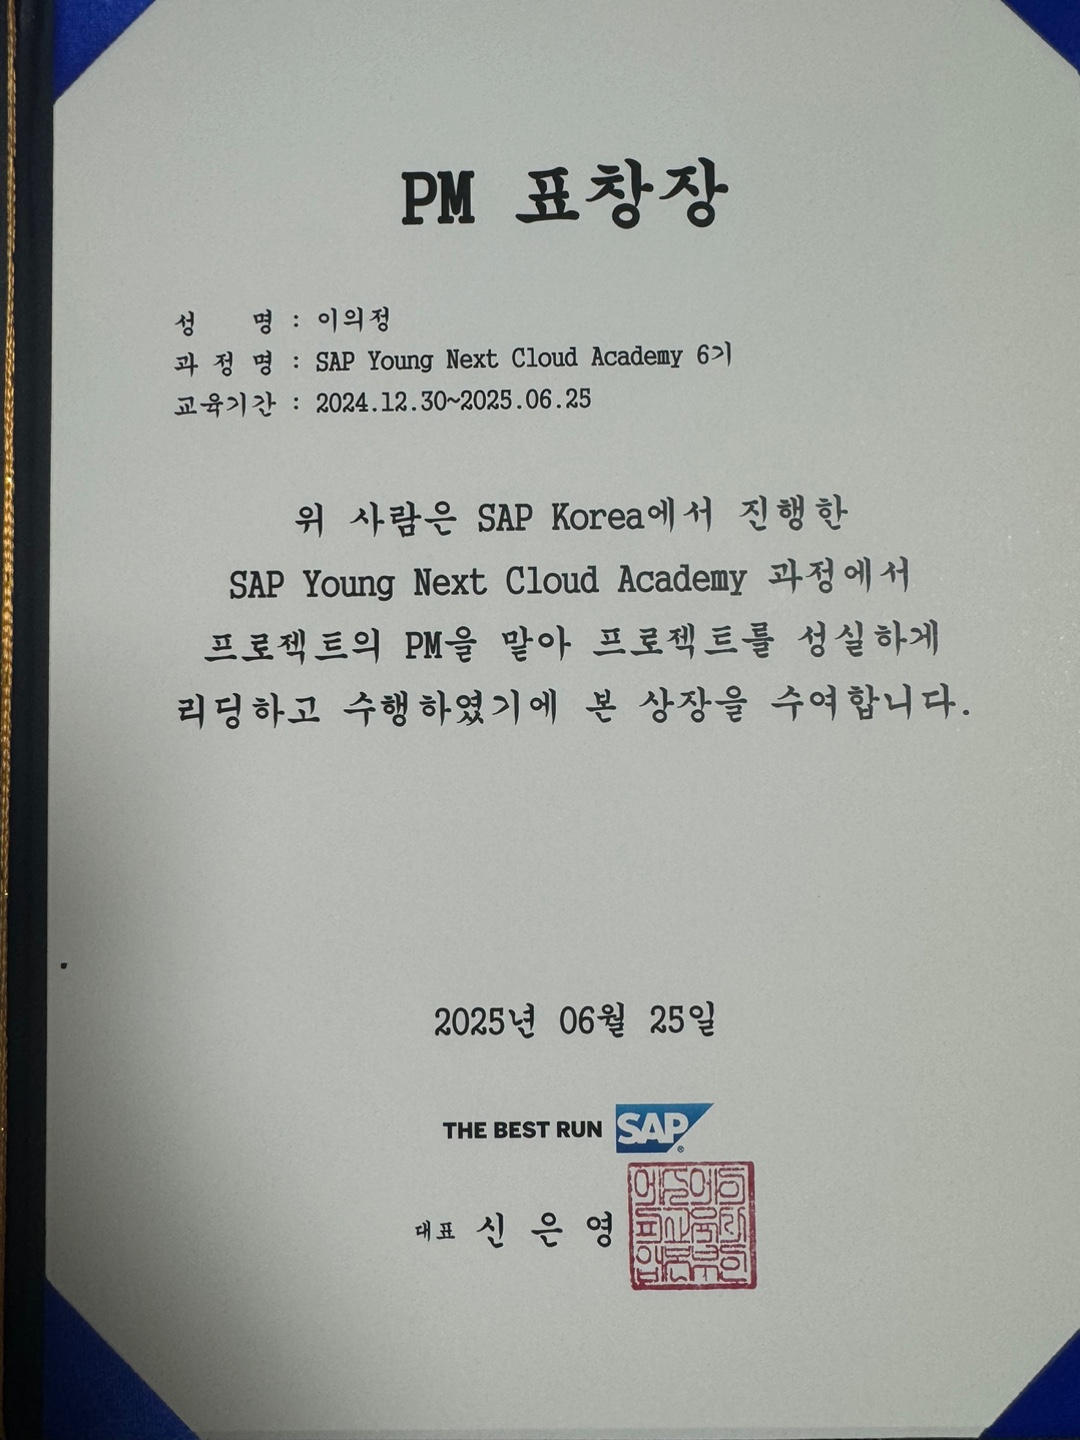 PM 표창장
성 명 : 이의정
과 정 명 : SAP Young Next Cloud Academy 6기
교육기간 : 2024.12.30~2025.06.25
위 사람은 SAP Korea에서 진행한
SAP Young Next Cloud Academy 과정에서
프로젝트의 PM을 맡아 프로젝트를 성실하게
리딩하고 수행하였기에 본 상장을 수여합니다.
2025년 06월 25일
THE BEST RUN SAP®
대표 신 은 영